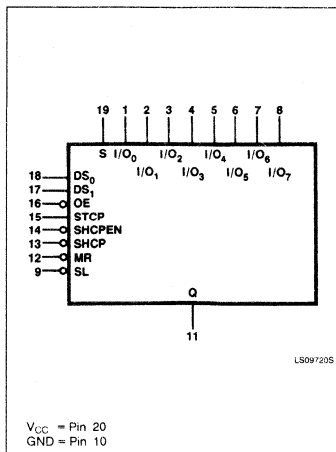 19 1 2 3 4 5 6 7 8
S I/O₀ I/O₂ I/O₄ I/O₆
I/O₁ I/O₃ I/O₅ I/O₇
18 DS₀
17 DS₁
16 OE
15 STCP
14 SHCPEN
13 SHCP
12 MR
9 SL
Q
11
LS09720S
V_CC = Pin 20
GND = Pin 10